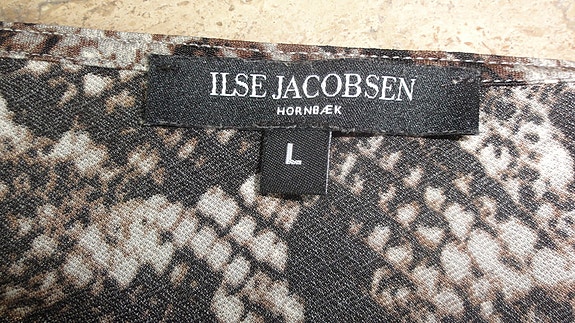 ILSE JACOBSEN
HORNBÆK
L